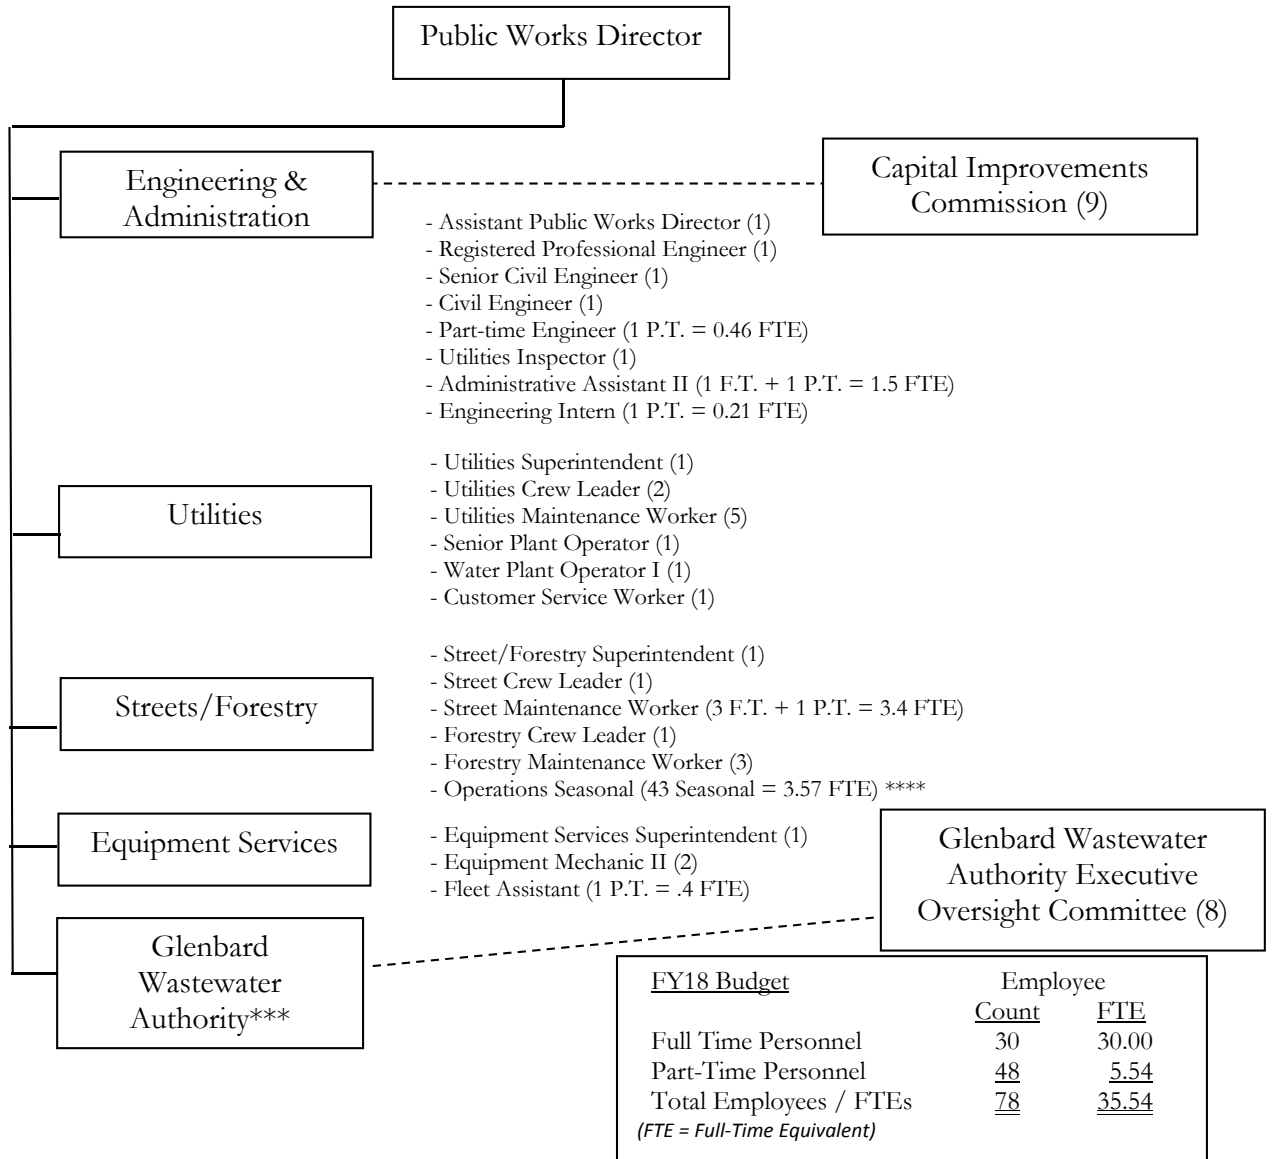 Public Works Director
Engineering &
Administration
Capital Improvements
Commission (9)
- Assistant Public Works Director (1)
- Registered Professional Engineer (1)
- Senior Civil Engineer (1)
- Civil Engineer (1)
- Part-time Engineer (1 P.T. = 0.46 FTE)
- Utilities Inspector (1)
- Administrative Assistant II (1 F.T. + 1 P.T. = 1.5 FTE)
- Engineering Intern (1 P.T. = 0.21 FTE)
Utilities
- Utilities Superintendent (1)
- Utilities Crew Leader (2)
- Utilities Maintenance Worker (5)
- Senior Plant Operator (1)
- Water Plant Operator I (1)
- Customer Service Worker (1)
Streets/Forestry
- Street/Forestry Superintendent (1)
- Street Crew Leader (1)
- Street Maintenance Worker (3 F.T. + 1 P.T. = 3.4 FTE)
- Forestry Crew Leader (1)
- Forestry Maintenance Worker (3)
- Operations Seasonal (43 Seasonal = 3.57 FTE) ****
Equipment Services
- Equipment Services Superintendent (1)
- Equipment Mechanic II (2)
- Fleet Assistant (1 P.T. = .4 FTE)
Glenbard Wastewater
Authority Executive
Oversight Committee (8)
Glenbard
Wastewater
Authority***
FY18 Budget Employee
Count FTE
Full Time Personnel 30 30.00
Part-Time Personnel 48 5.54
Total Employees / FTEs 78 35.54
(FTE = Full-Time Equivalent)